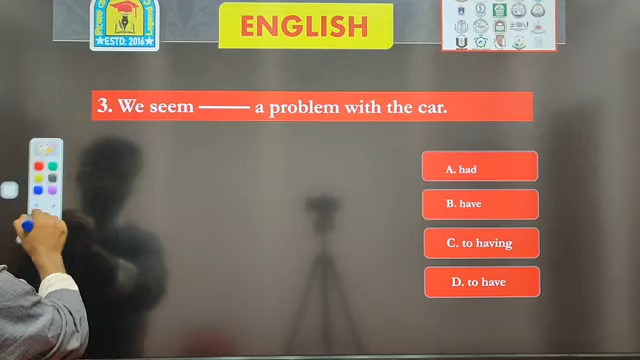 ESTD: 2016
ENGLISH
3. We seem ——— a problem with the car.
A. had
B. have
C. to having
D. to have